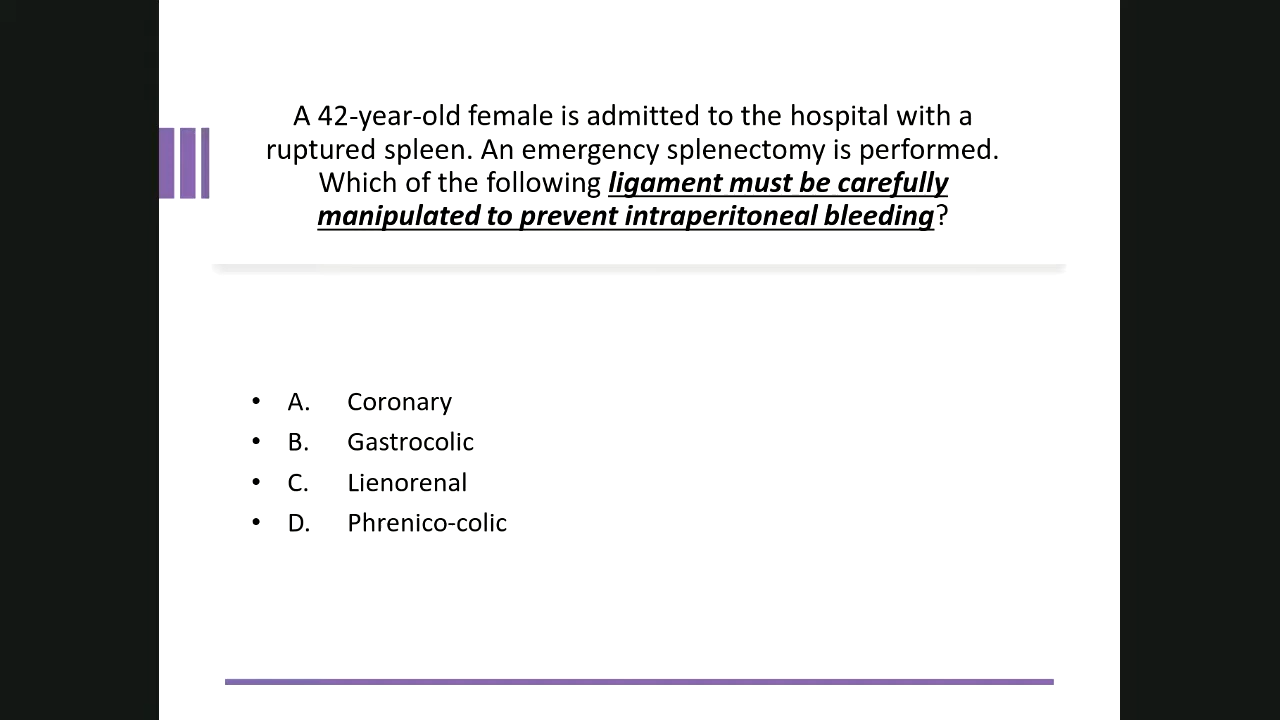 A 42-year-old female is admitted to the hospital with a
ruptured spleen. An emergency splenectomy is performed.
Which of the following ligament must be carefully
manipulated to prevent intraperitoneal bleeding?
• A. Coronary
• B. Gastrocolic
• C. Lienorenal
• D. Phrenico-colic